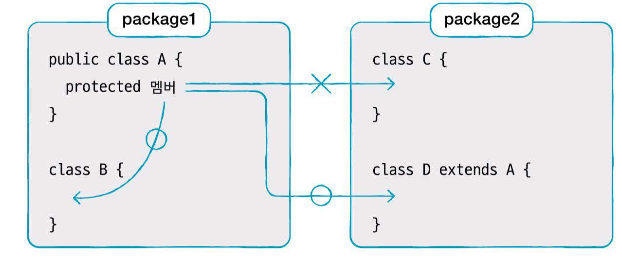 package1
public class A {
protected 멤버
}
class B {
}
package2
class C {
}
class D extends A {
}